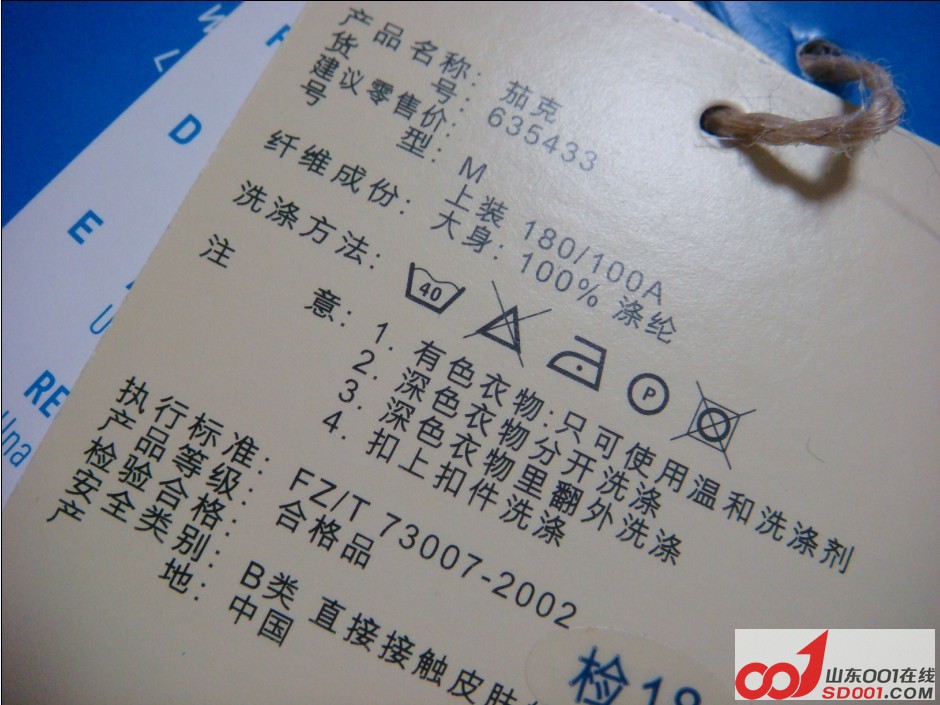 产品名称： 茄克
货号： 635433
建议零售价：
号型： M
上装 180/100A
纤维成份： 大身：100% 涤纶
洗涤方法：
40
P
注意： 1. 有色衣物：只可使用温和洗涤剂
2. 深色衣物分开洗涤
3. 深色衣物里翻外洗涤
4. 扣上扣件洗涤
执行标准： FZ/T 73007-2002
产品等级： 合格品
检验合格：
安全类别： B类 直接接触皮肤
产地： 中国
检18
D
E
RE
Una
山东001在线
SD001.COM